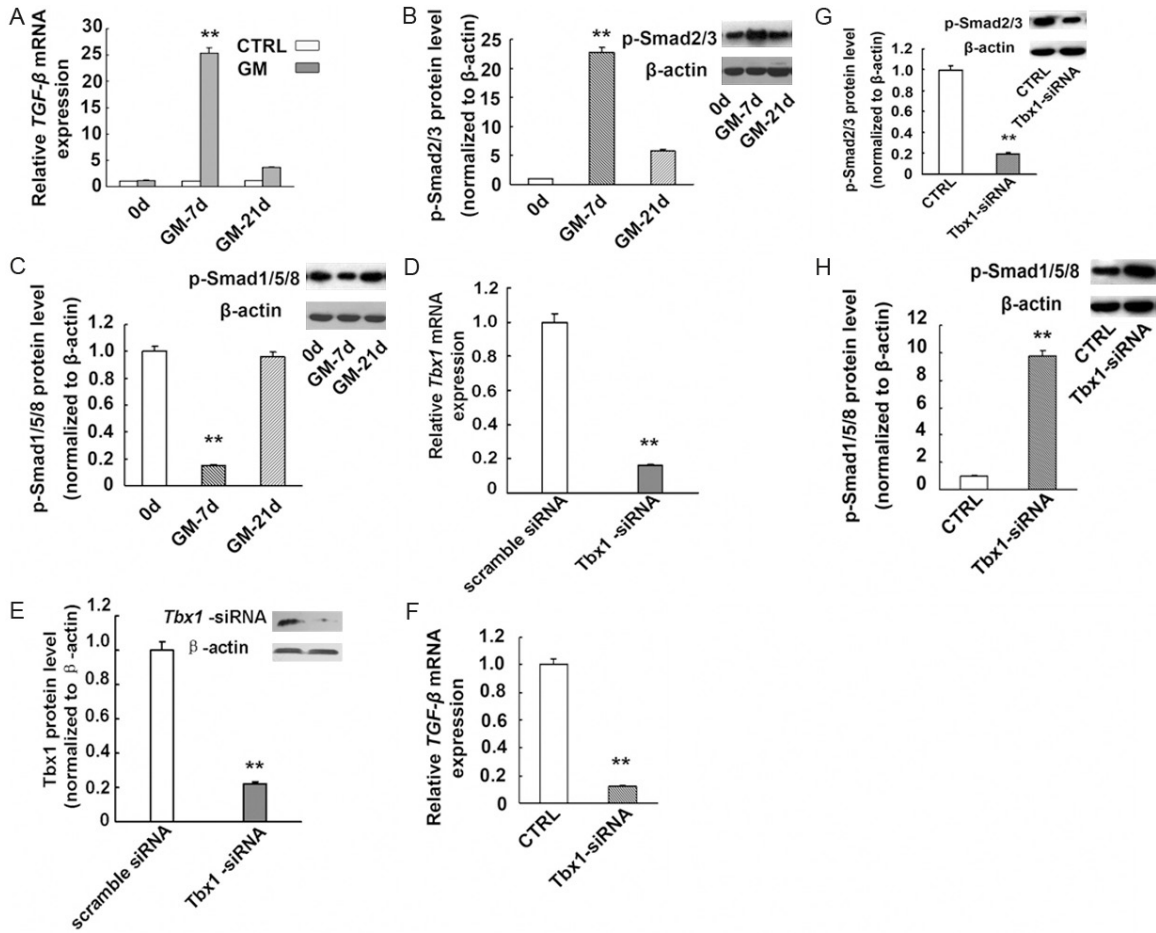 A
Relative TGF-β mRNA
expression
30
25
20
15
10
5
1
CTRL
GM
**
0d
GM-7d
GM-21d
B
p-Smad2/3 protein level
(normalized to β-actin)
25
20
15
10
5
0
**
p-Smad2/3
β-actin
0d
GM-7d
GM-21d
0d
GM-7d
GM-21d
G
p-Smad2/3 protein level
(normalized to β-actin)
1.2
1.0
0.8
0.6
0.4
0.2
0
**
p-Smad2/3
β-actin
CTRL
Tbx1-siRNA
CTRL
Tbx1-siRNA
C
p-Smad1/5/8 protein level
(normalized to β-actin)
1.2
1.0
0.8
0.6
0.4
0.2
0
**
p-Smad1/5/8
β-actin
0d
GM-7d
GM-21d
0d
GM-7d
GM-21d
D
Relative Tbx1 mRNA
expression
1.2
1.0
0.8
0.6
0.4
0.2
0
**
scramble siRNA
Tbx1 -siRNA
H
p-Smad1/5/8 protein level
(normalized to β-actin)
12
10
8
6
4
2
0
**
p-Smad1/5/8
β-actin
CTRL
Tbx1-siRNA
CTRL
Tbx1-siRNA
E
Tbx1 protein level
(normalized to β -actin)
1.2
1.0
0.8
0.6
0.4
0.2
0
**
Tbx1 -siRNA
β -actin
scramble siRNA
Tbx1 -siRNA
F
Relative TGF-β mRNA
expression
1.2
1.0
0.8
0.6
0.4
0.2
0
**
CTRL
Tbx1-siRNA